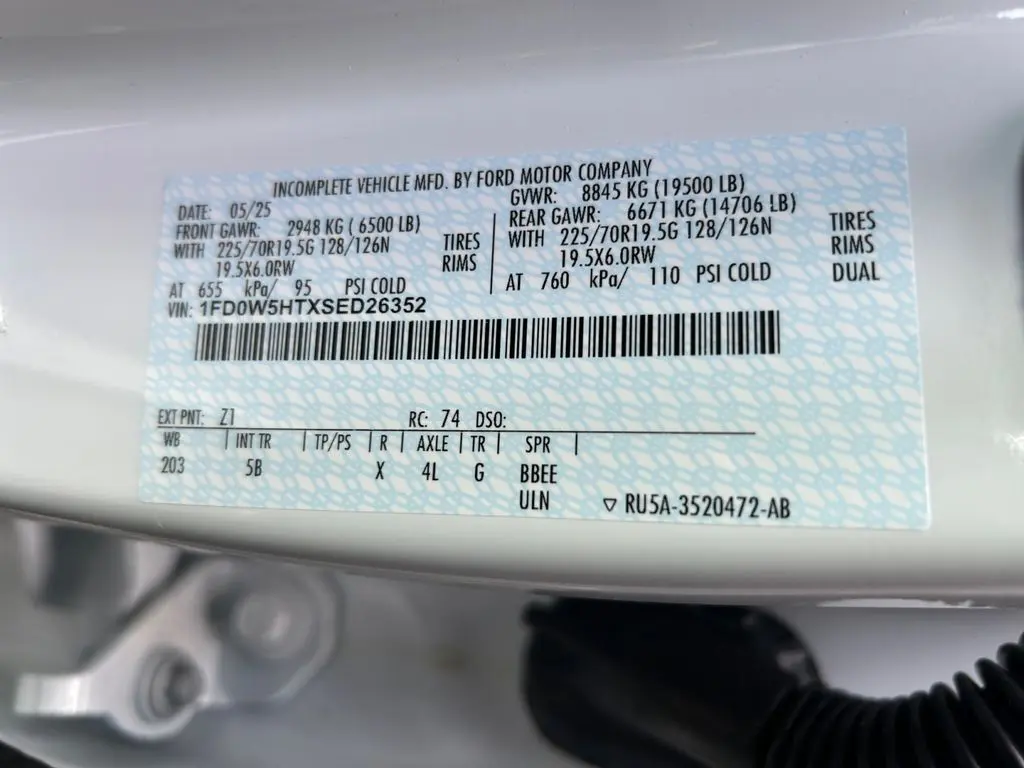 INCOMPLETE VEHICLE MFD. BY FORD MOTOR COMPANY
DATE: 05/25 GVWR: 8845 KG (19500 LB)
FRONT GAWR: 2948 KG ( 6500 LB) REAR GAWR: 6671 KG (14706 LB)
WITH 225/70R19.5G 128/126N TIRES WITH 225/70R19.5G 128/126N TIRES
19.5X6.0RW RIMS 19.5X6.0RW RIMS
AT 655 kPa/ 95 PSI COLD AT 760 kPa/ 110 PSI COLD DUAL
VIN: 1FD0W5HTXSED26352
EXT PNT: Z1 RC: 74 DSO:
WB | INT TR | TP/PS | R | AXLE | TR | SPR |
203 5B X 4L G BBEE
ULN ▽ RU5A-3520472-AB